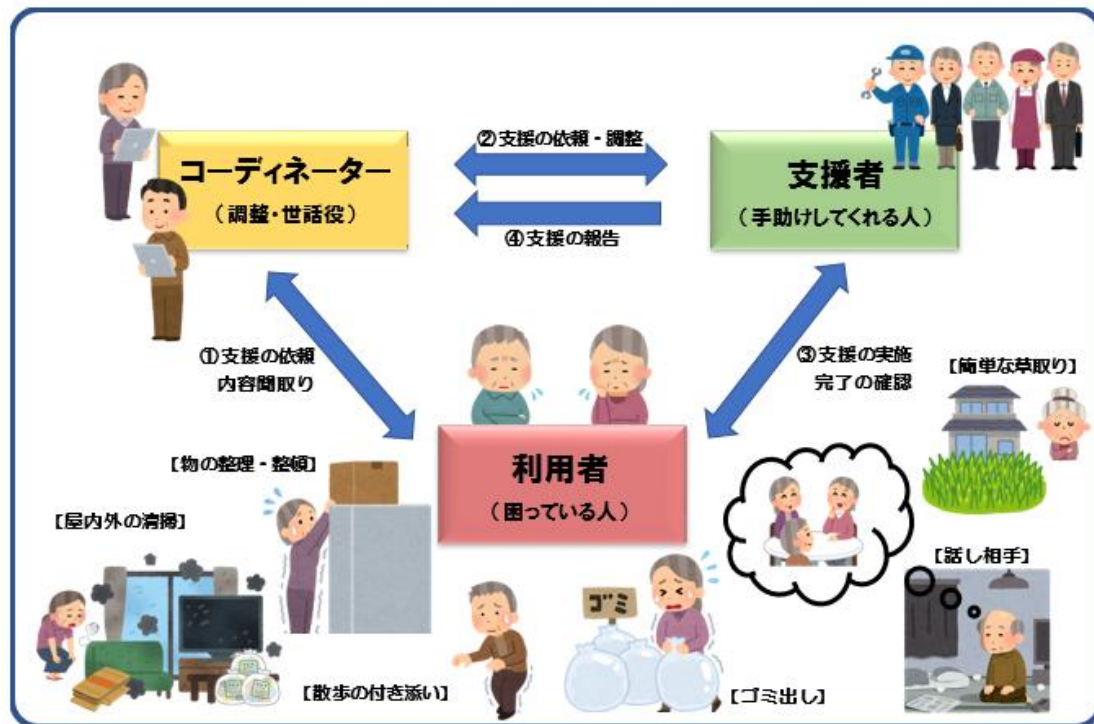 ②支援の依頼・調整
コーディネーター
（調整・世話役）
支援者
（手助けしてくれる人）
④支援の報告
①支援の依頼
内容聞取り
③支援の実施
完了の確認
【簡単な草取り】
利用者
（困っている人）
【物の整理・整頓】
【屋内外の清掃】
【話し相手】
ゴミ
【散歩の付き添い】
【ゴミ出し】